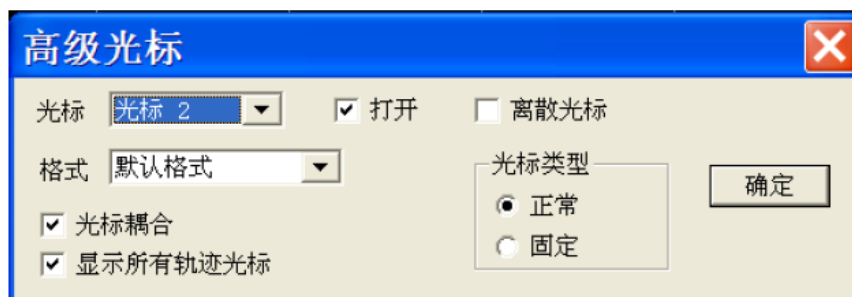 高级光标
光标 光标 2 打开 离散光标
格式 默认格式 光标类型
正常 确定
光标耦合
固定
显示所有轨迹光标